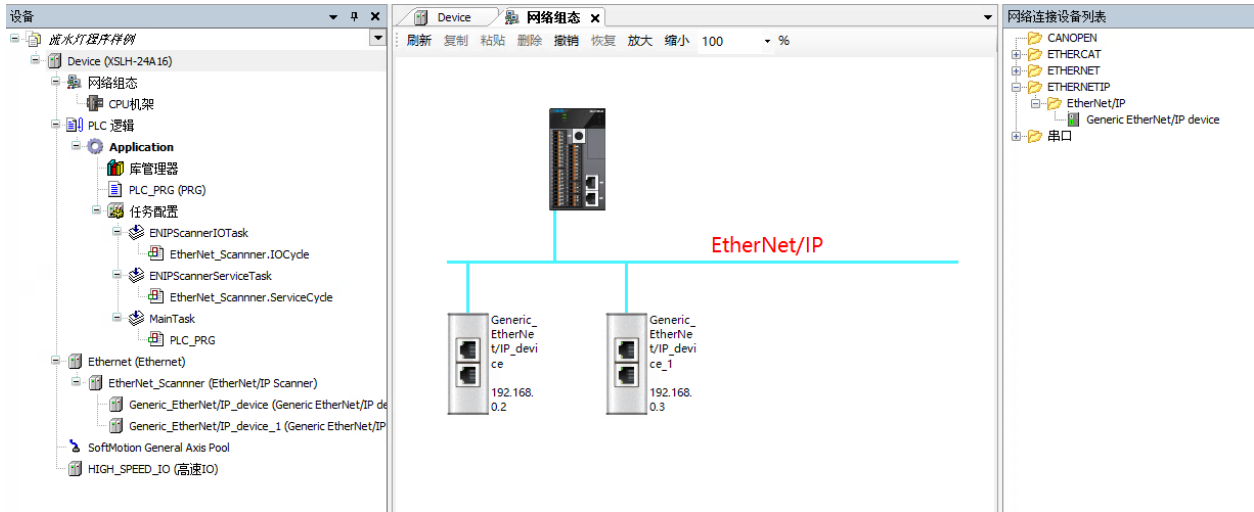 设备
流水灯程序样例
Device (XSLH-24A16)
网络组态
CPU机架
PLC 逻辑
Application
库管理器
PLC_PRG (PRG)
任务配置
ENIPScannerIOTask
EtherNet_Scannner.IOCycle
ENIPScannerServiceTask
EtherNet_Scannner.ServiceCycle
MainTask
PLC_PRG
Ethernet (Ethernet)
EtherNet_Scannner (EtherNet/IP Scanner)
Generic_EtherNet/IP_device (Generic EtherNet/IP de
Generic_EtherNet/IP_device_1 (Generic EtherNet/IP
SoftMotion General Axis Pool
HIGH_SPEED_IO (高速IO)
Device 网络组态
刷新 复制 粘贴 删除 撤销 恢复 放大 缩小 100 %
EtherNet/IP
Generic_
EtherNe
t/IP_devi
ce
192.168.
0.2
Generic_
EtherNe
t/IP_devi
ce_1
192.168.
0.3
网络连接设备列表
CANOPEN
ETHERCAT
ETHERNET
ETHERNETIP
EtherNet/IP
Generic EtherNet/IP device
串口